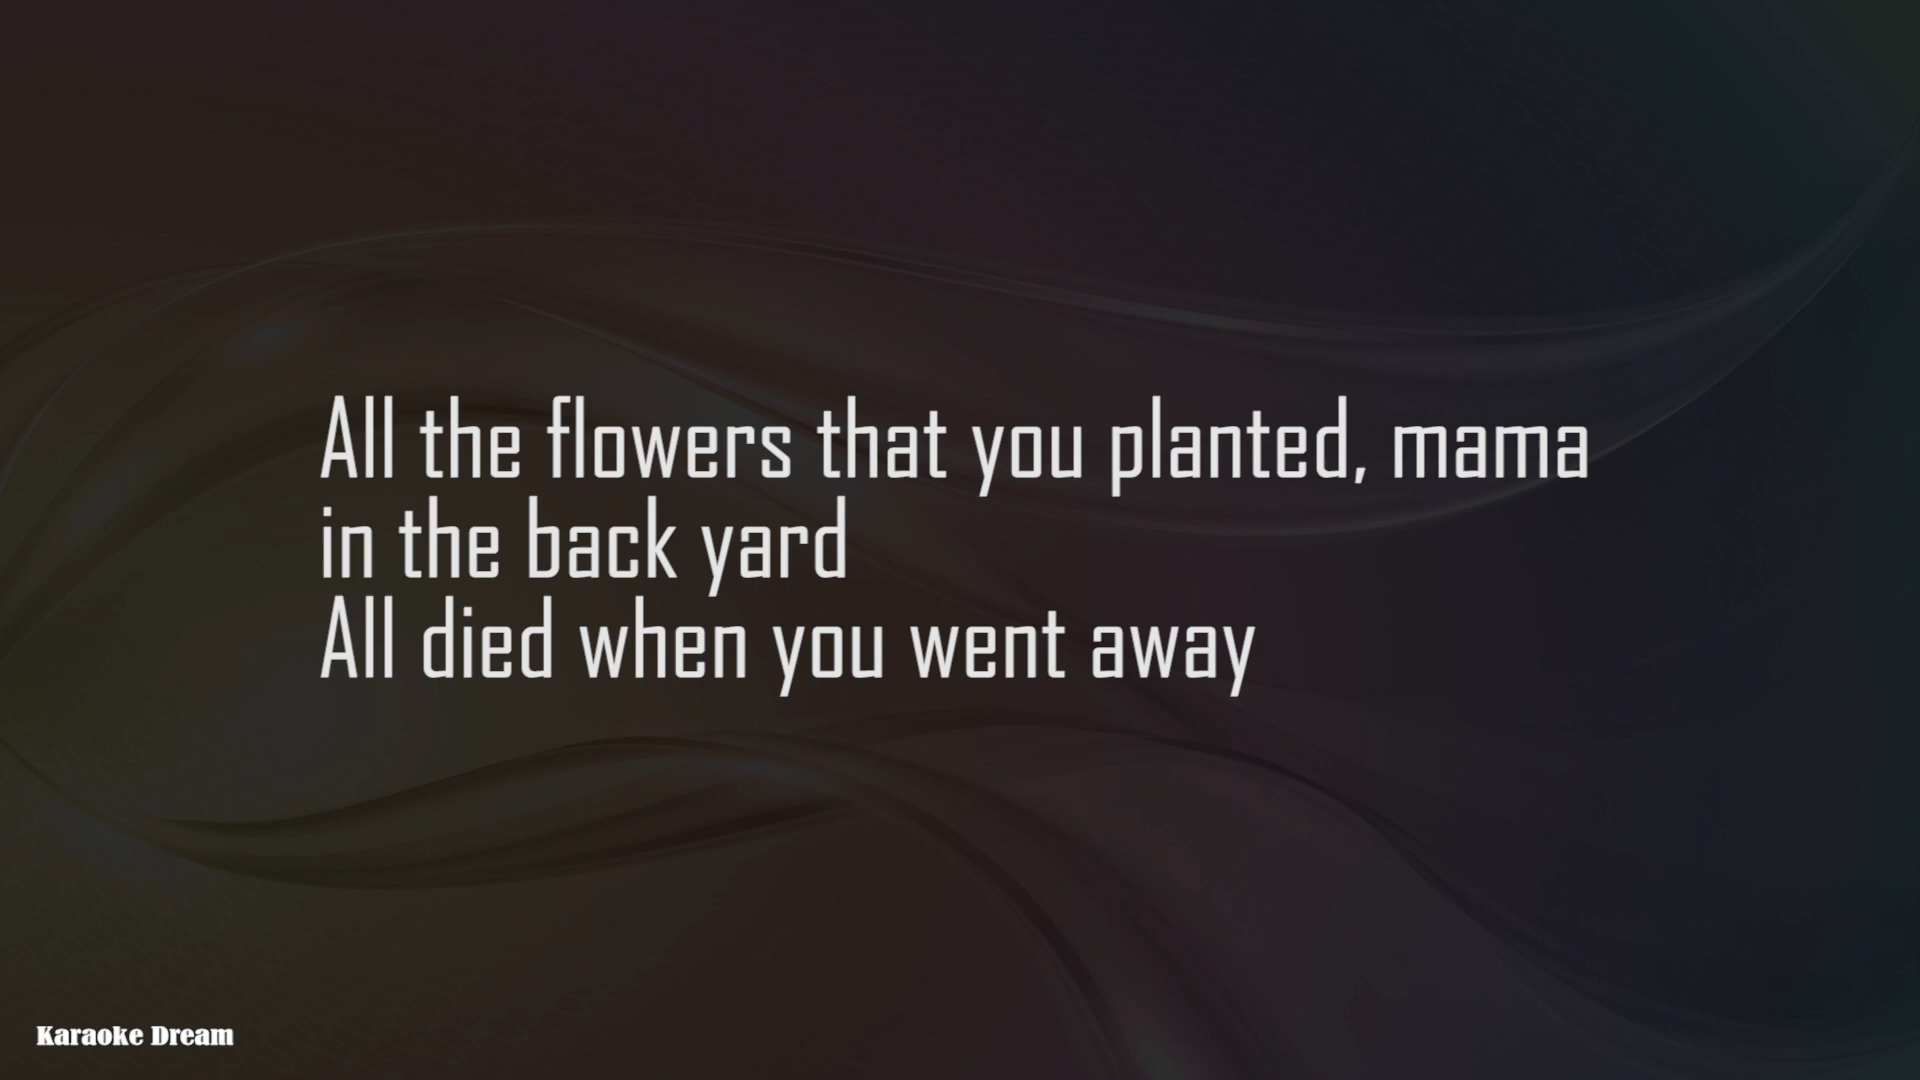 All the flowers that you planted, mama
in the back yard
All died when you went away
Karaoke Dream